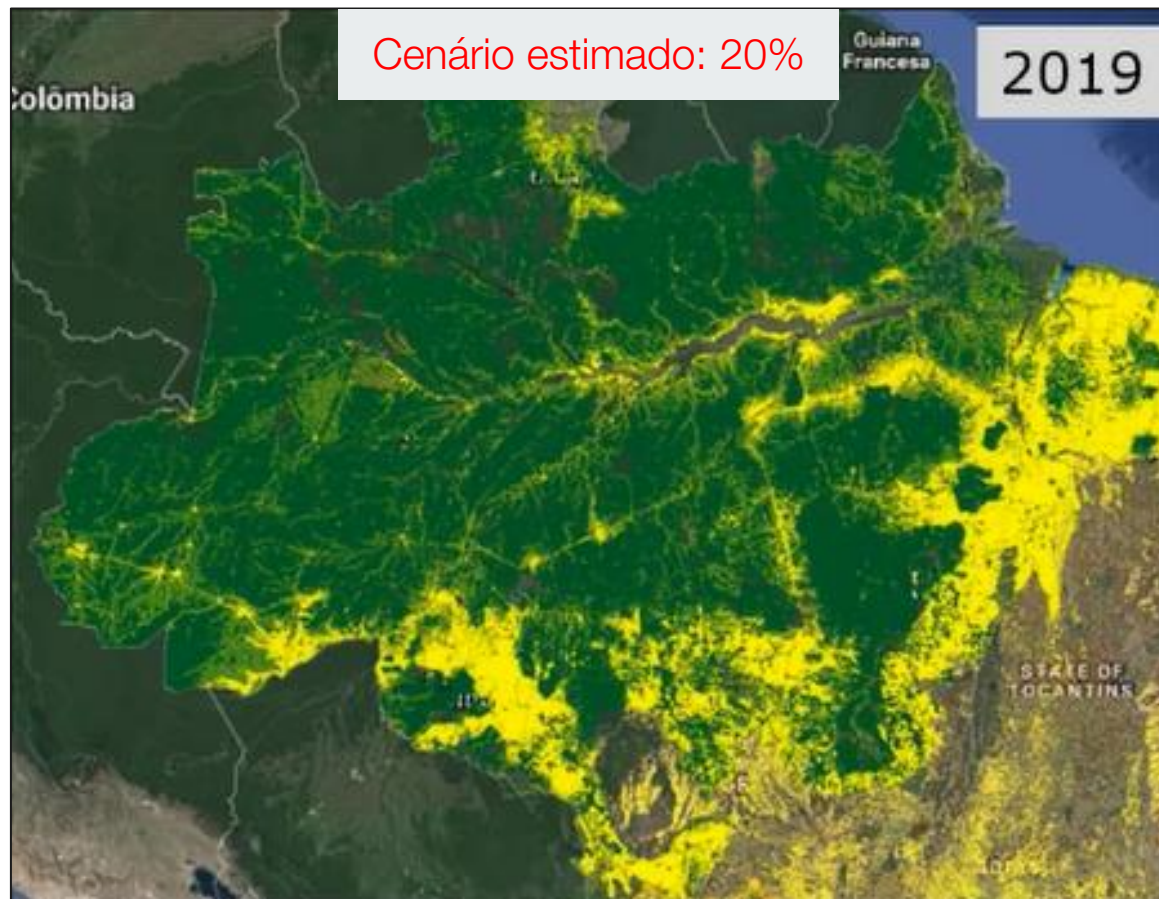 Cenário estimado: 20%
Guiana
Francesa
2019
Colômbia
STATE OF
TOCANTINS